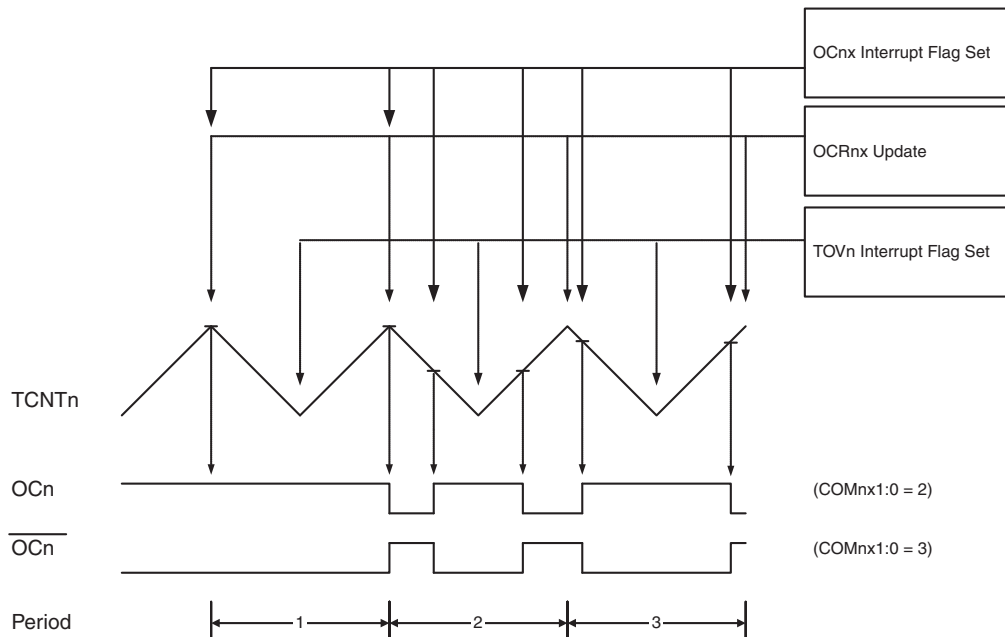 OCnx Interrupt Flag Set
OCRnx Update
TOVn Interrupt Flag Set
TCNTn
OCn
(COMnx1:0 = 2)
OCn
(COMnx1:0 = 3)
Period
1
2
3